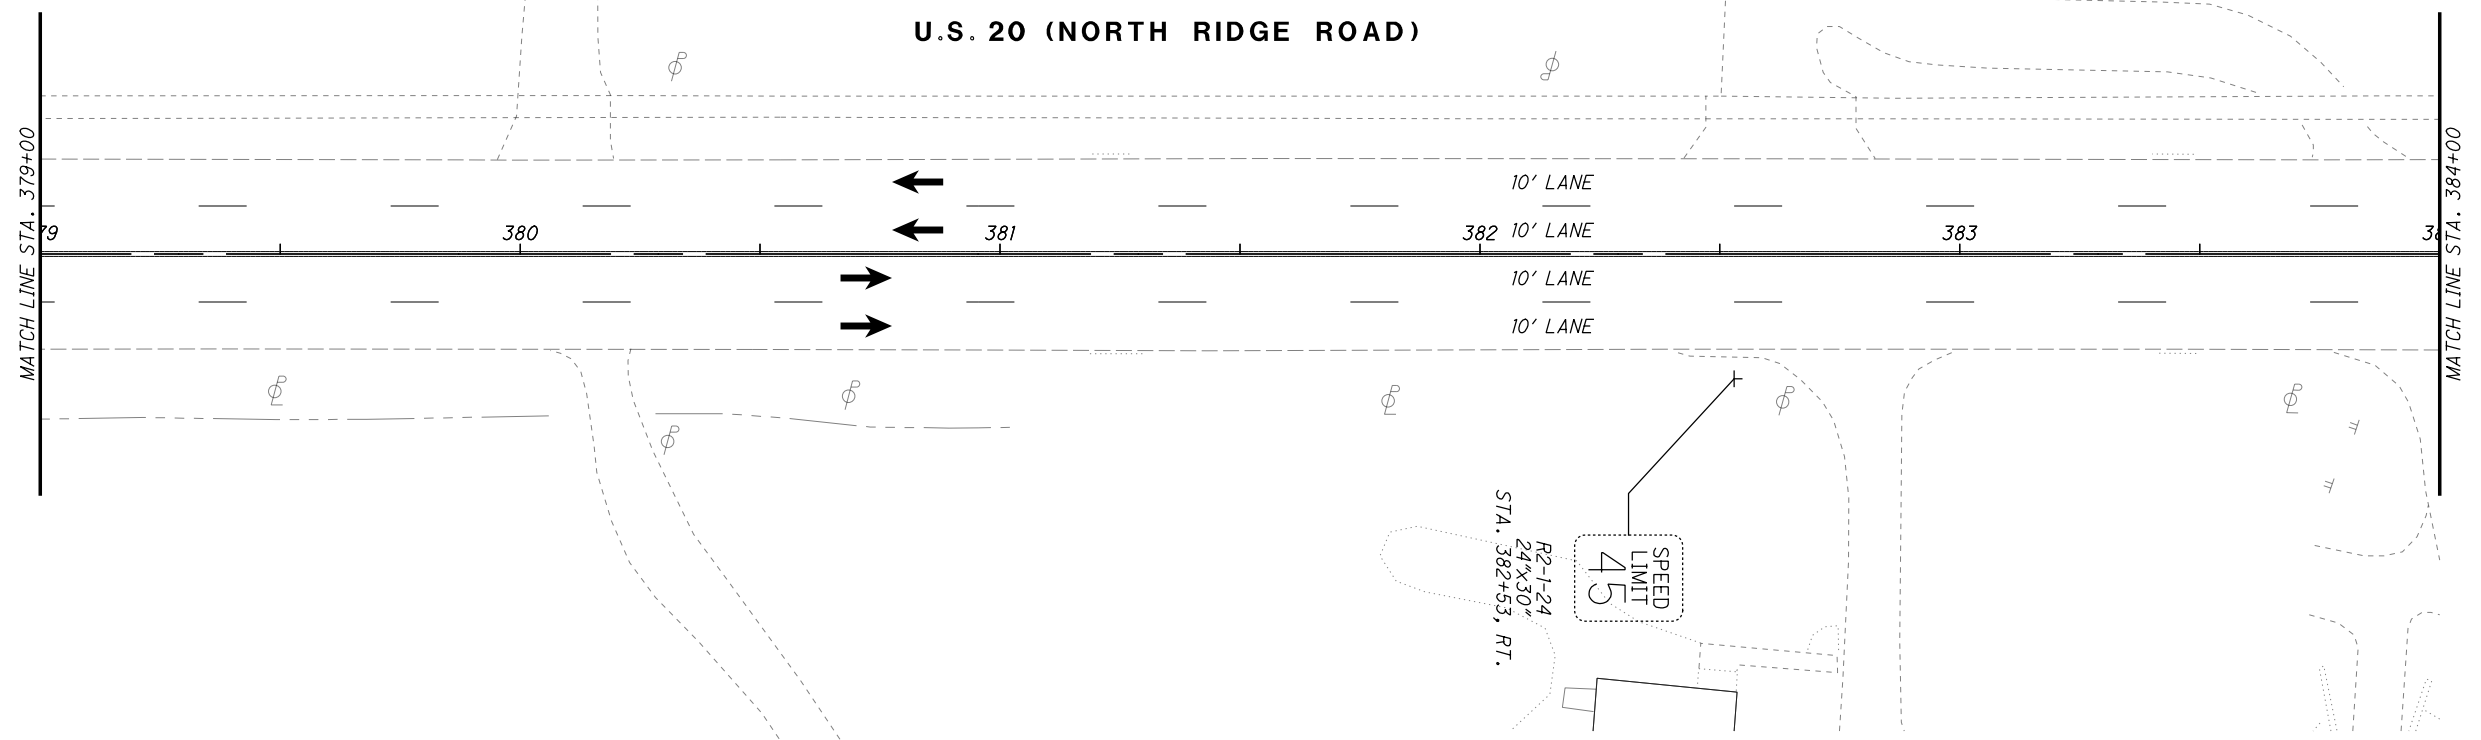 U.S. 20 (NORTH RIDGE ROAD)
MATCH LINE STA. 379+00
MATCH LINE STA. 384+00
10' LANE
79 380 381 382 10' LANE 383 38
10' LANE
10' LANE
SPEED
LIMIT
45
R2-1-24
24"x30"
STA. 382+53, RT.